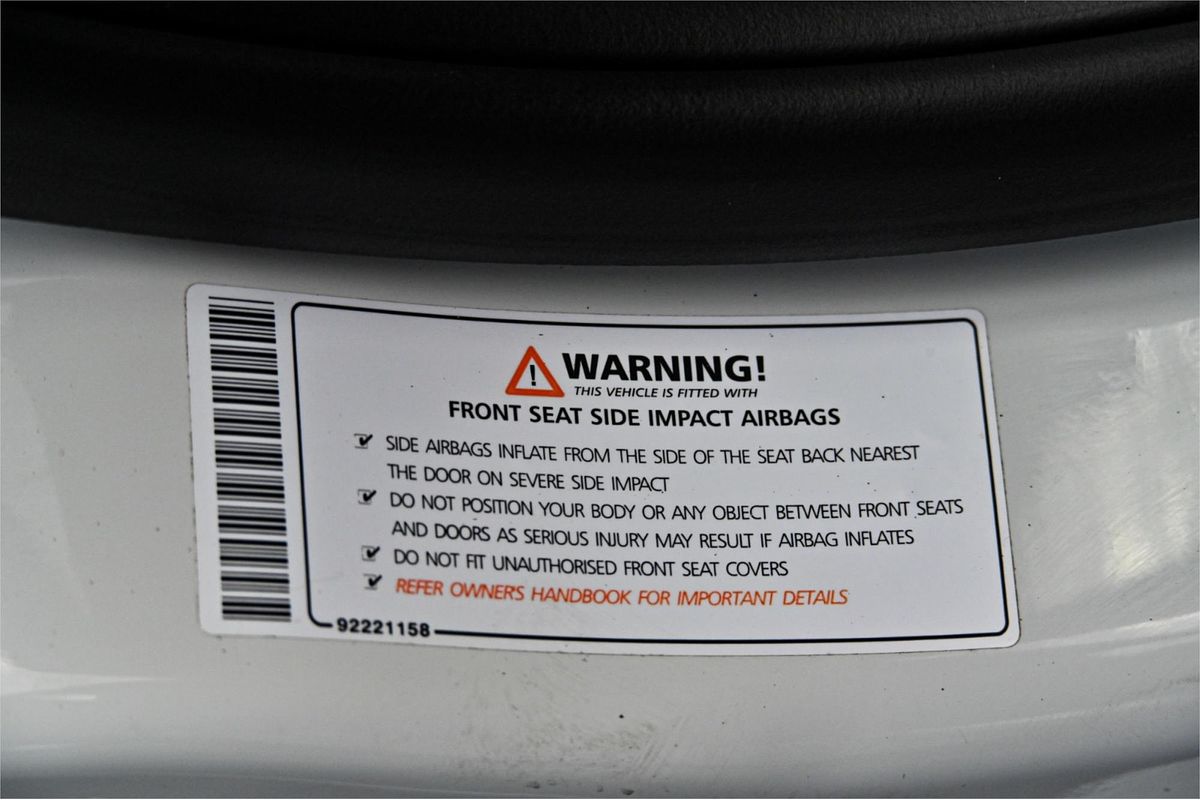 WARNING!
THIS VEHICLE IS FITTED WITH
FRONT SEAT SIDE IMPACT AIRBAGS
SIDE AIRBAGS INFLATE FROM THE SIDE OF THE SEAT BACK NEAREST
THE DOOR ON SEVERE SIDE IMPACT
DO NOT POSITION YOUR BODY OR ANY OBJECT BETWEEN FRONT SEATS
AND DOORS AS SERIOUS INJURY MAY RESULT IF AIRBAG INFLATES
DO NOT FIT UNAUTHORISED FRONT SEAT COVERS
REFER OWNER'S HANDBOOK FOR IMPORTANT DETAILS
92221158